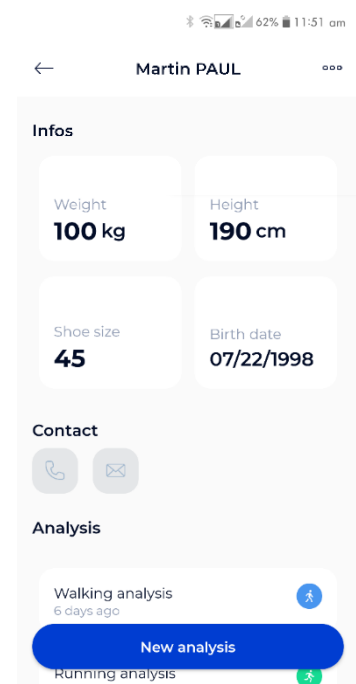 62% 11:51 am
Martin PAUL
Infos
Weight
100 kg
Height
190 cm
Shoe size
45
Birth date
07/22/1998
Contact
Analysis
Walking analysis
6 days ago
New analysis
Running analysis